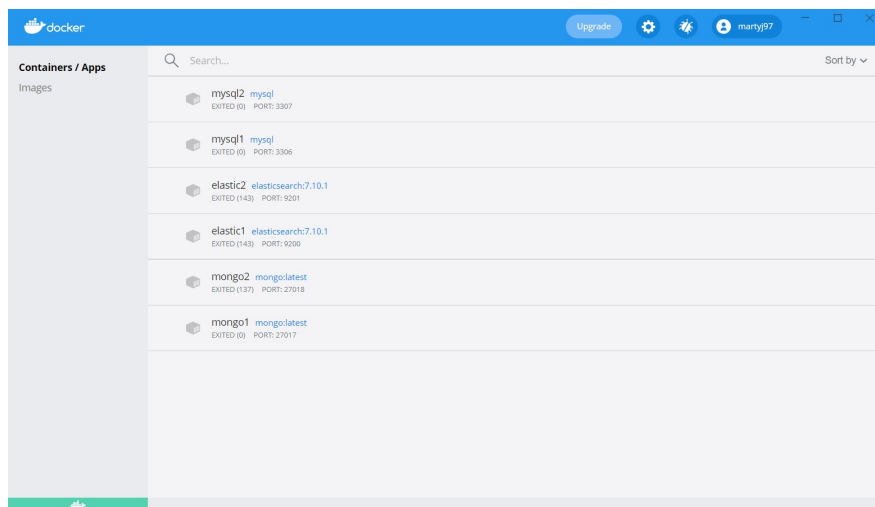 docker
Upgrade
martyj97
Containers / Apps
Images
Search...
Sort by
mysql2 mysql
EXITED (0) PORT: 3307
mysql1 mysql
EXITED (0) PORT: 3306
elastic2 elasticsearch:7.10.1
EXITED (143) PORT: 9201
elastic1 elasticsearch:7.10.1
EXITED (143) PORT: 9200
mongo2 mongo:latest
EXITED (137) PORT: 27018
mongo1 mongo:latest
EXITED (0) PORT: 27017